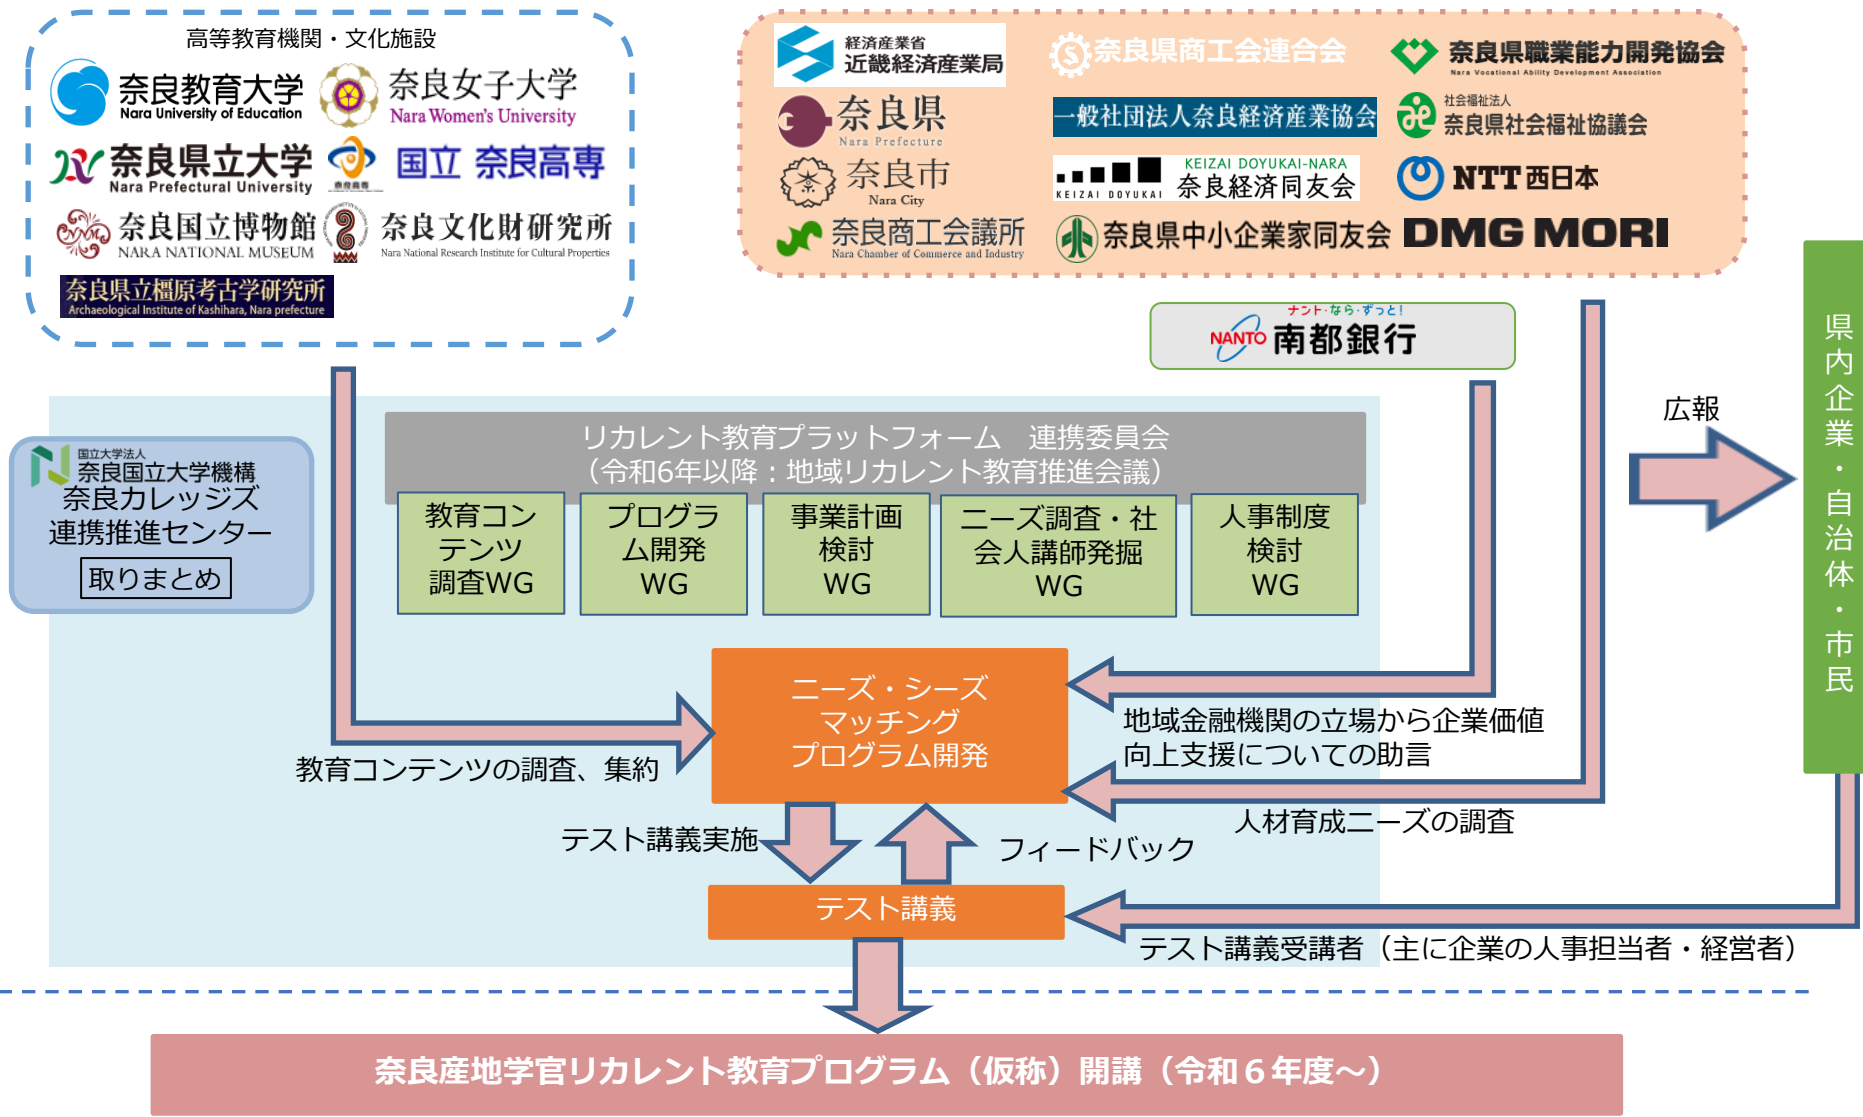 高等教育機関・文化施設
奈良教育大学
Nara University of Education
奈良女子大学
Nara Women's University
奈良県立大学
Nara Prefectural University
奈良高専
国立 奈良高専
奈良国立博物館
NARA NATIONAL MUSEUM
奈良文化財研究所
Nara National Research Institute for Cultural Properties
奈良県立橿原考古学研究所
Archaeological Institute of Kashihara, Nara prefecture
経済産業省
近畿経済産業局
奈良県
Nara Prefecture
奈良市
Nara City
奈良商工会議所
Nara Chamber of Commerce and Industry
奈良県商工会連合会
一般社団法人奈良経済産業協会
KEIZAI DOYUKAI
KEIZAI DOYUKAI-NARA
奈良経済同友会
奈良県中小企業家同友会
奈良県職業能力開発協会
Nara Vocational Ability Development Association
社会福祉法人
奈良県社会福祉協議会
NTT西日本
DMG MORI
ナント・なら・ずっと!
NANTO 南都銀行
県内企業・自治体・市民
広報
国立大学法人
奈良国立大学機構
奈良カレッジズ
連携推進センター
取りまとめ
リカレント教育プラットフォーム 連携委員会
（令和6年以降：地域リカレント教育推進会議）
教育コン
テンツ
調査WG
プログラ
ム開発
WG
事業計画
検討
WG
ニーズ調査・社
会人講師発掘
WG
人事制度
検討
WG
ニーズ・シーズ
マッチング
プログラム開発
教育コンテンツの調査、集約
地域金融機関の立場から企業価値
向上支援についての助言
人材育成ニーズの調査
テスト講義実施
フィードバック
テスト講義
テスト講義受講者（主に企業の人事担当者・経営者）
奈良産地学官リカレント教育プログラム（仮称）開講（令和６年度～）